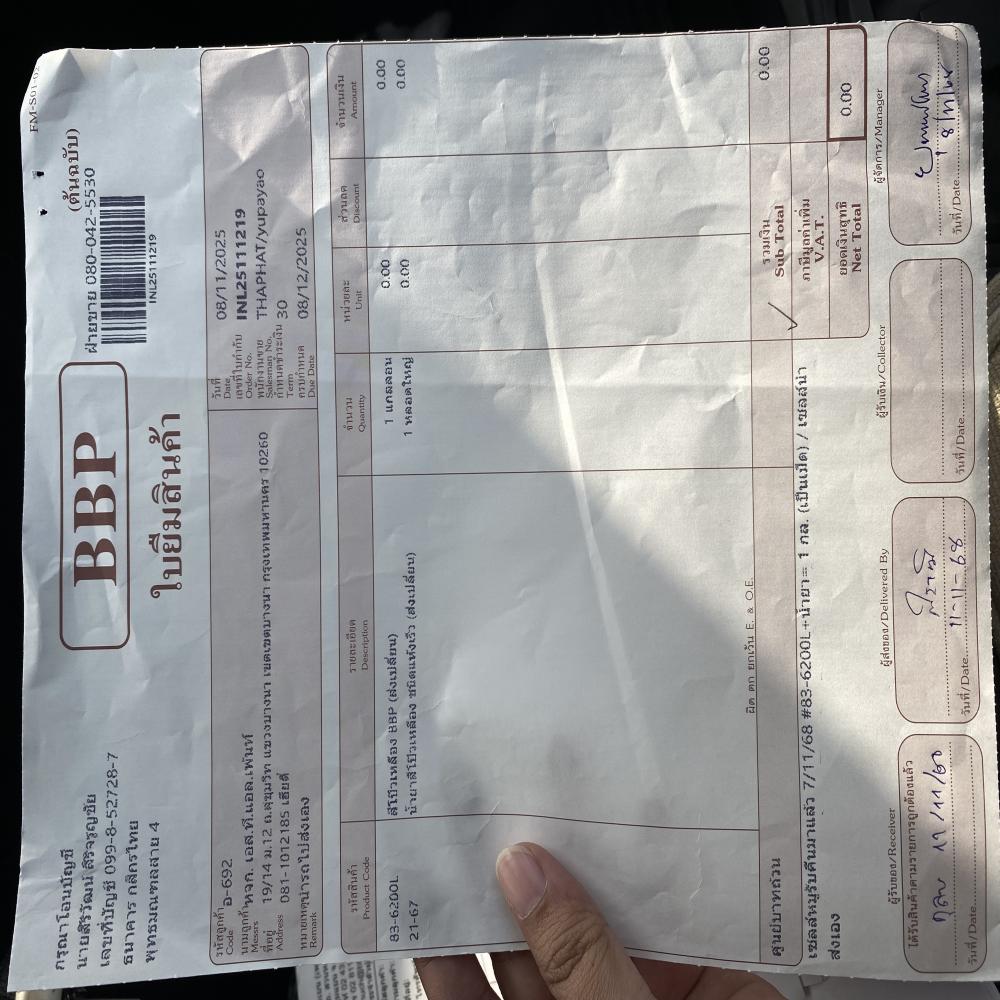 FM-S01-02
(ต้นฉบับ)
กรุณาโอนบัญชี
นายสิริวัฒน์ สิริจรูญชัย
เลขที่บัญชี 099-8-52728-7
ธนาคาร กสิกรไทย
พุทธมณฑลสาย 4
BBP
ใบยืมสินค้า
ฝ่ายขาย 080-042-5530
INL25111219
รหัสลูกค้า Code ธ-692
นามลูกค้า Messrs หจก. เอส.ที.แอล.เพ้นท์
ที่อยู่ Address 19/14 ม.12 ถ.สุขุมวิท แขวงบางนา เขตเขตบางนา กรุงเทพมหานคร 10260
081-1012185 เฮียตี๋
หมายเหตุ Remark นำรถไปส่งเอง
วันที่ Date 08/11/2025
เลขที่ใบกำกับ Order No. INL25111219
พนักงานขาย Salesman No. THAPHAT/yupayao
กำหนดชำระเงิน Term 30
ครบกำหนด Due Date 08/12/2025
รหัสสินค้า รายละเอียด จำนวน หน่วยละ ส่วนลด จำนวนเงิน
Product Code Description Quantity Unit Discount Amount
83-6200L สีโป๊วเหลือง BBP (ส่งเปลี่ยน) 1 แกลลอน 0.00 0.00
21-67 น้ำยาสีโป๊วเหลือง ชนิดแห้งเร็ว (ส่งเปลี่ยน) 1 หลอดใหญ่ 0.00 0.00
ผิด ตก ยกเว้น E. & O.E.
ศูนย์บาทถ้วน
รวมเงิน Sub Total 0.00
ภาษีมูลค่าเพิ่ม V.A.T.
ยอดเงินสุทธิ Net Total 0.00
เซลส์หนุ่รับคืนมาแล้ว 7/11/68 #83-6200L+น้ำยา= 1 กล. (เป็นเม็ด) / เซลส์นำ
ส่งเอง
ผู้รับของ/Receiver ผู้ส่งของ/Delivered By ผู้รับเงิน/Collector ผู้จัดการ/Manager
ได้รับสินค้าตามรายการถูกต้องแล้ว
11/11/60
11-11-68
วันที่/Date วันที่/Date วันที่/Date วันที่/Date